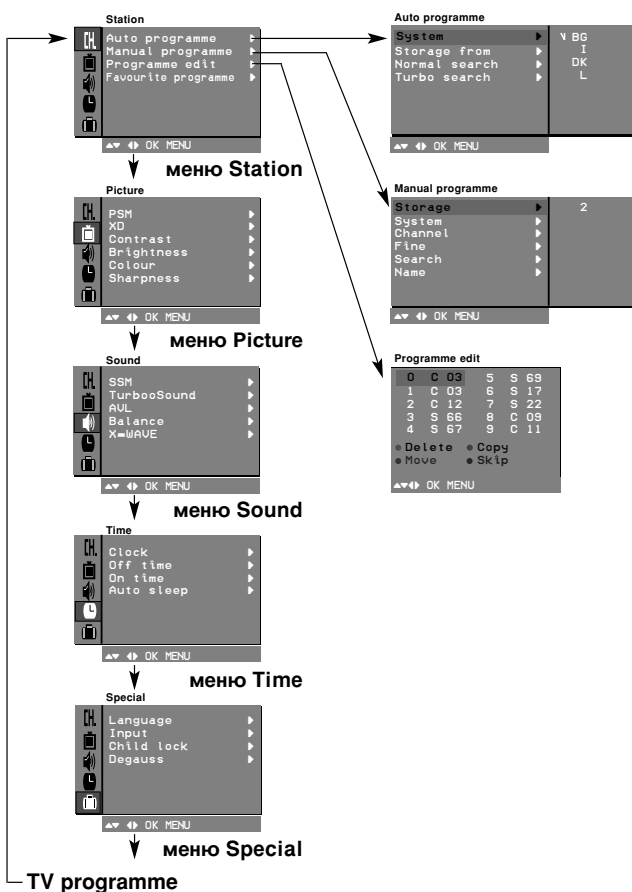 Station
CH.
Auto programme
Manual programme
Programme edit
Favourite programme
OK MENU
меню Station
Picture
CH.
PSM
XD
Contrast
Brightness
Colour
Sharpness
OK MENU
меню Picture
Sound
CH.
SSM
TurbooSound
AVL
Balance
X-WAVE
OK MENU
меню Sound
Time
CH.
Clock
Off time
On time
Auto sleep
OK MENU
меню Time
Special
CH.
Language
Input
Child lock
Degauss
OK MENU
меню Special
TV programme
Auto programme
System BG
Storage from I
Normal search DK
Turbo search L
OK MENU
Manual programme
Storage 2
System
Channel
Fine
Search
Name
OK MENU
Programme edit
0 C 03 5 S 69
1 C 03 6 S 17
2 C 12 7 S 22
3 S 66 8 C 09
4 S 67 9 C 11
Delete Copy
Move Skip
OK MENU